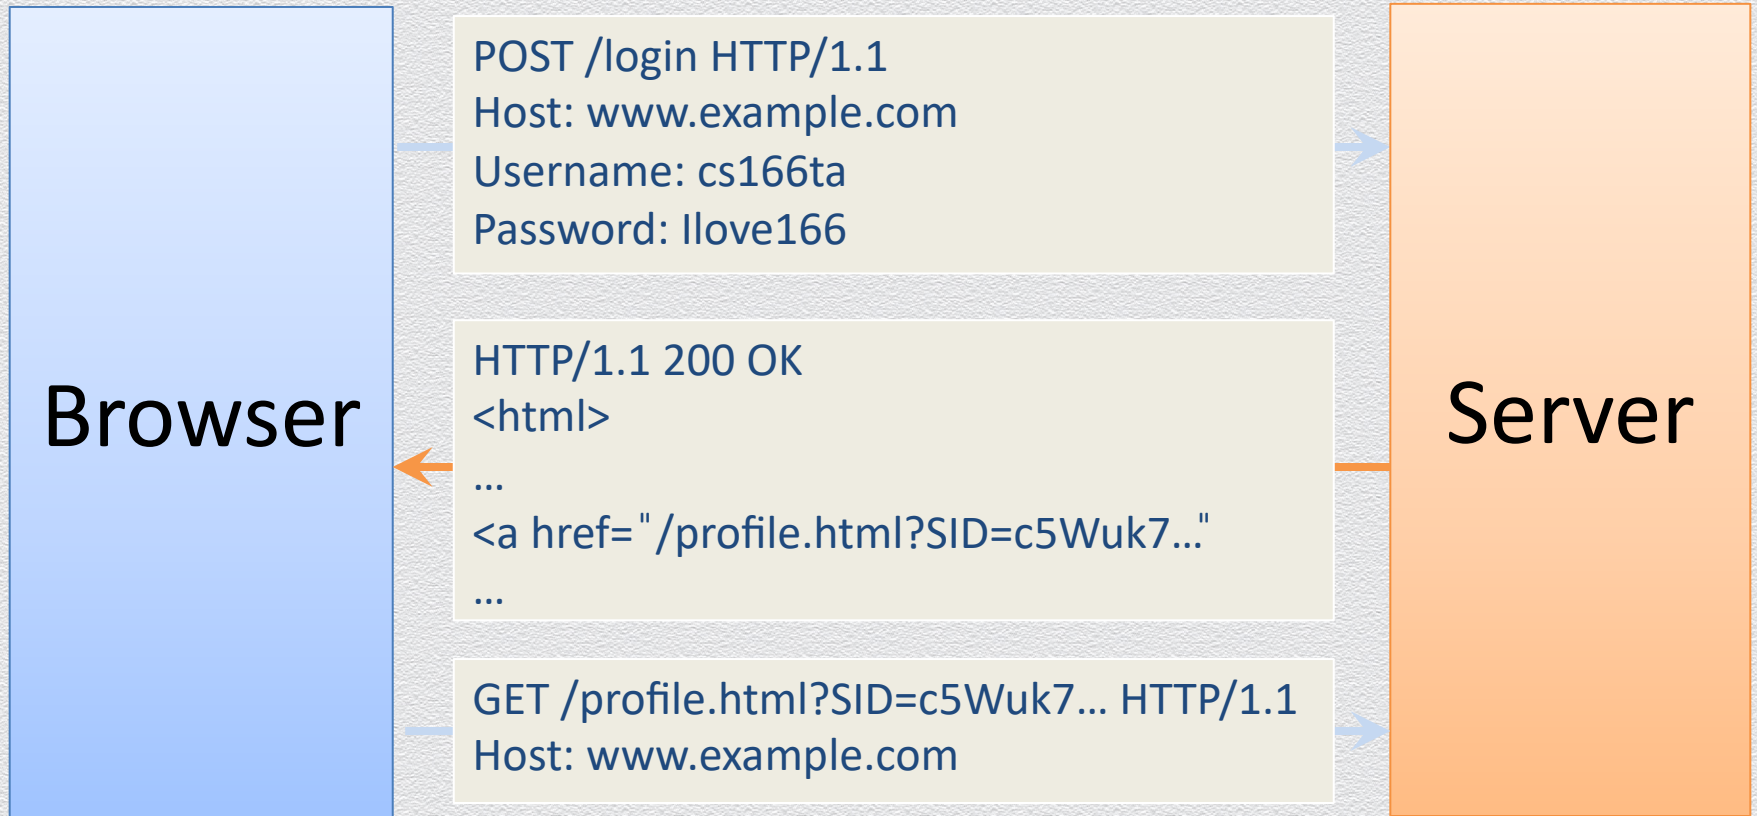 Browser
POST /login HTTP/1.1
Host: www.example.com
Username: cs166ta
Password: Ilove166
HTTP/1.1 200 OK
<html>
…
<a href="/profile.html?SID=c5Wuk7…"
…
GET /profile.html?SID=c5Wuk7… HTTP/1.1
Host: www.example.com
Server